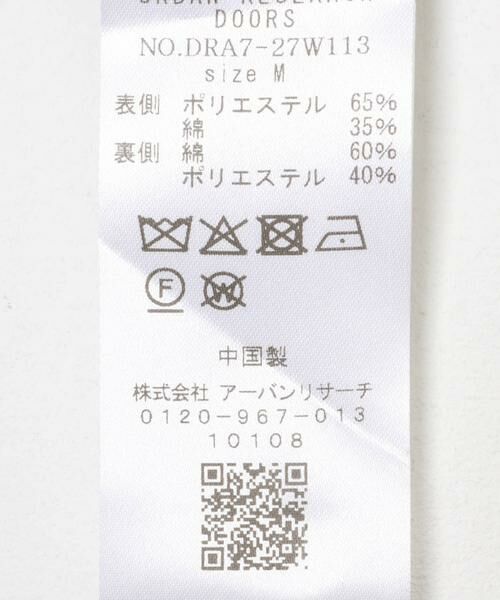 URBAN RESEARCH
DOORS
NO.DRA7-27W113
size M
表側 ポリエステル 65%
綿 35%
裏側 綿 60%
ポリエステル 40%
F
W
中国製
株式会社 アーバンリサーチ
0120-967-013
10108